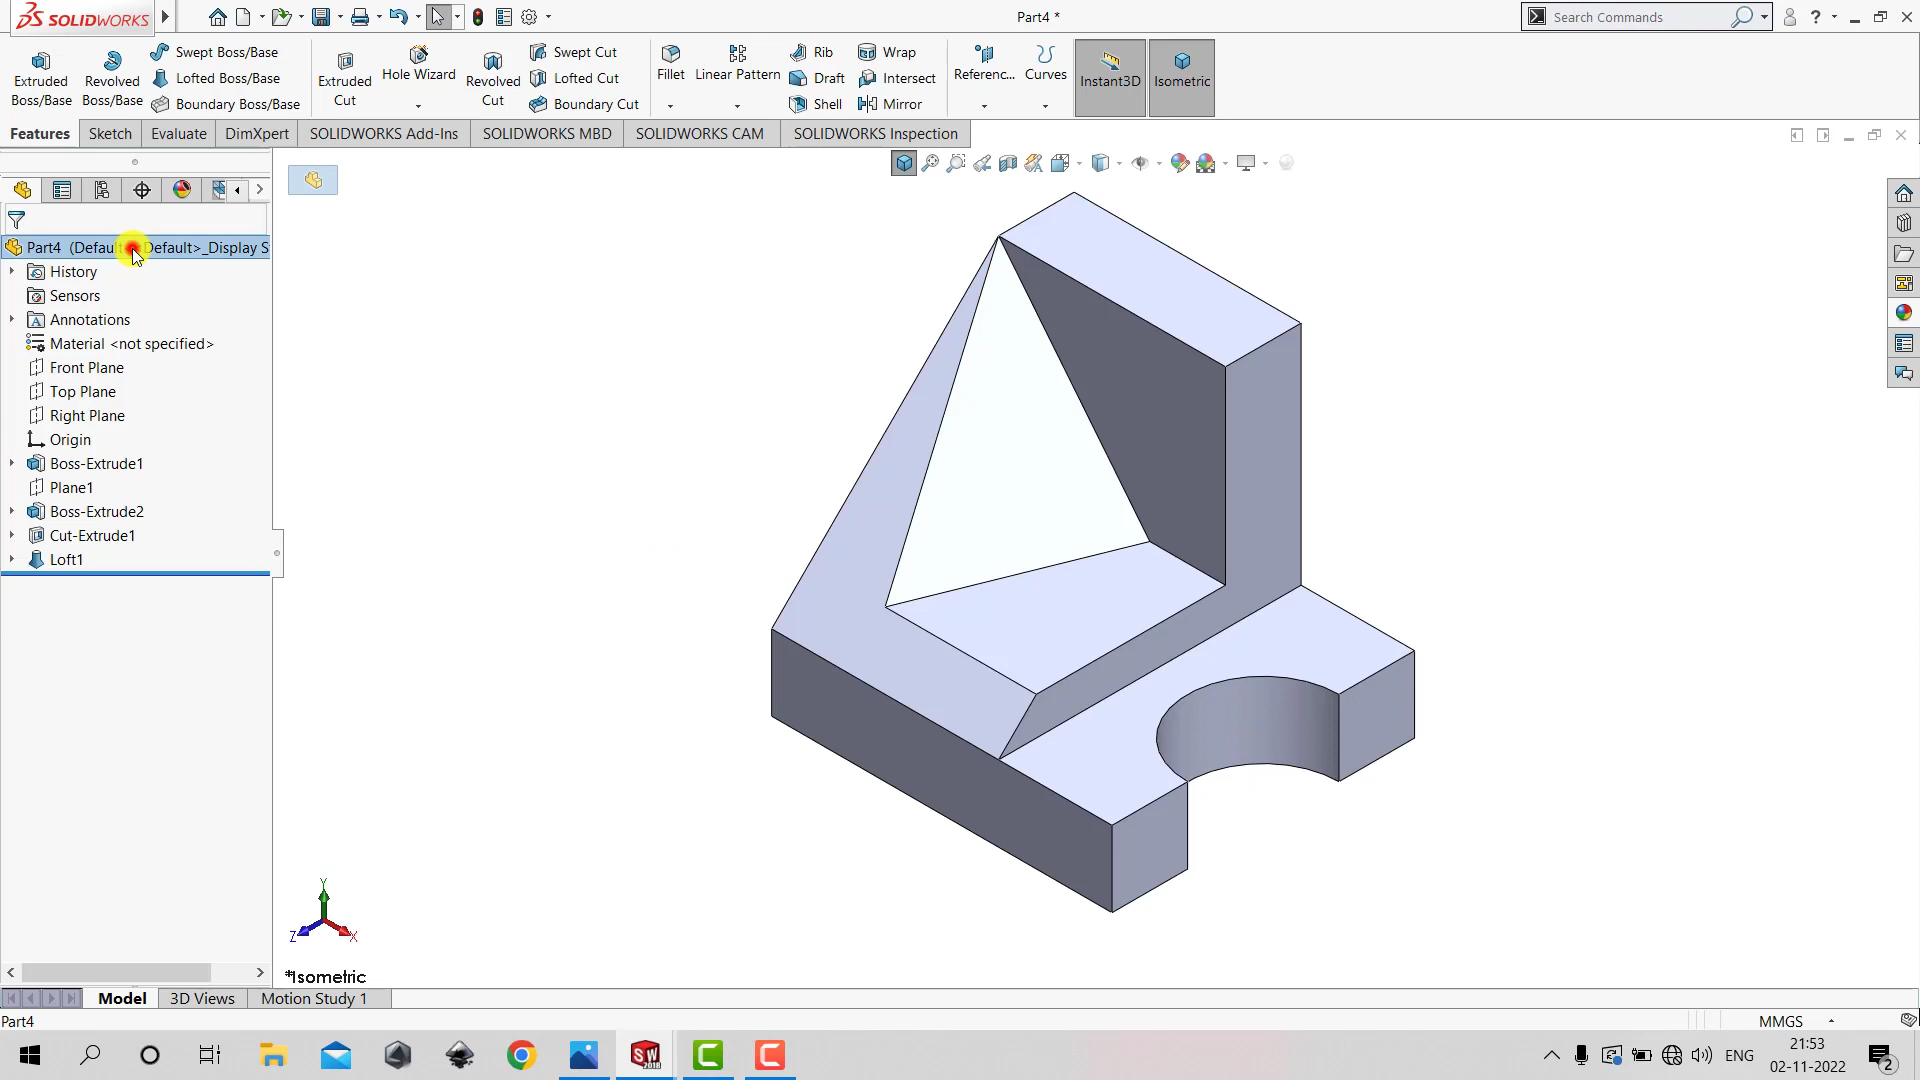 SOLIDWORKS
Part4 *
Search Commands
Extruded Boss/Base
Revolved Boss/Base
Swept Boss/Base
Lofted Boss/Base
Boundary Boss/Base
Extruded Cut
Hole Wizard
Revolved Cut
Swept Cut
Lofted Cut
Boundary Cut
Fillet
Linear Pattern
Rib
Draft
Shell
Wrap
Intersect
Mirror
Referenc...
Curves
Instant3D
Isometric
Features
Sketch
Evaluate
DimXpert
SOLIDWORKS Add-Ins
SOLIDWORKS MBD
SOLIDWORKS CAM
SOLIDWORKS Inspection
Part4 (Default Default>_Display S
History
Sensors
Annotations
Material <not specified>
Front Plane
Top Plane
Right Plane
Origin
Boss-Extrude1
Plane1
Boss-Extrude2
Cut-Extrude1
Loft1
Y
Z
X
*Isometric
Model
3D Views
Motion Study 1
Part4
MMGS
SW
2018
ENG
21:53
02-11-2022
2